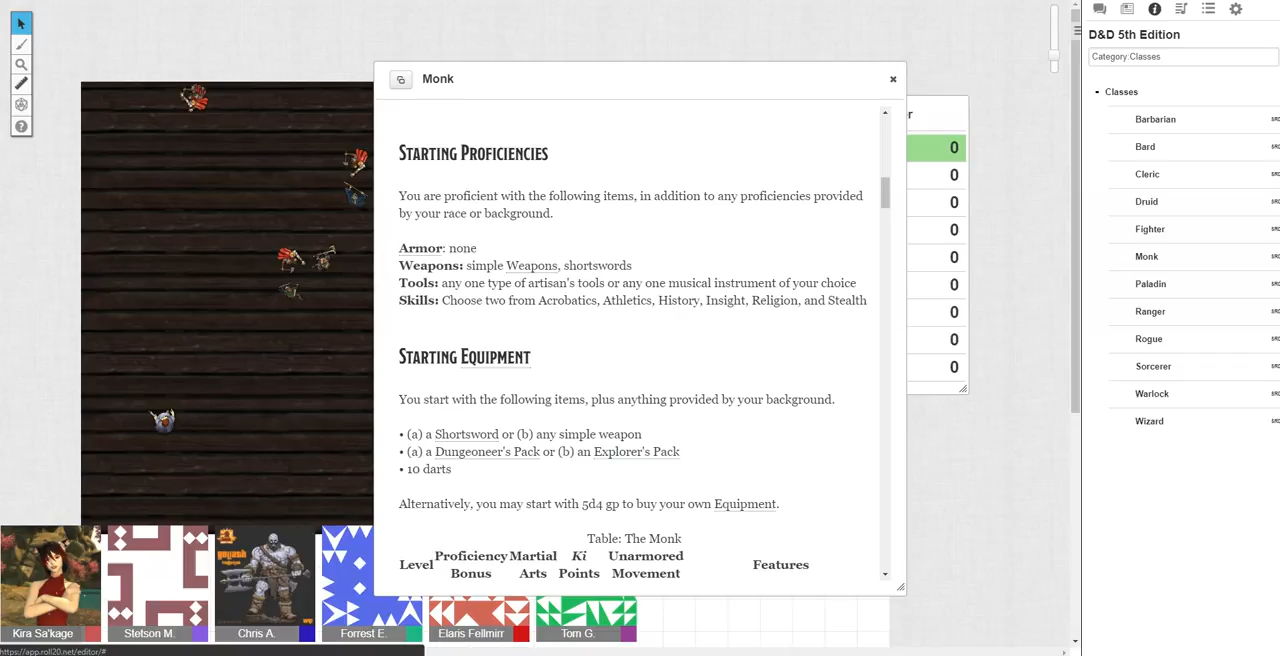 D&D 5th Edition
Category:Classes
Classes
Barbarian
Bard
Cleric
Druid
Fighter
Monk
Paladin
Ranger
Rogue
Sorcerer
Warlock
Wizard
Monk
STARTING PROFICIENCIES
You are proficient with the following items, in addition to any proficiencies provided
by your race or background.
Armor: none
Weapons: simple Weapons, shortswords
Tools: any one type of artisan's tools or any one musical instrument of your choice
Skills: Choose two from Acrobatics, Athletics, History, Insight, Religion, and Stealth
STARTING EQUIPMENT
You start with the following items, plus anything provided by your background.
• (a) a Shortsword or (b) any simple weapon
• (a) a Dungeoneer's Pack or (b) an Explorer's Pack
• 10 darts
Alternatively, you may start with 5d4 gp to buy your own Equipment.
Table: The Monk
Level Proficiency Bonus Martial Arts Ki Points Unarmored Movement Features
r
0
0
0
0
0
0
0
0
0
GOLIATH
Kira Sa'kage
Stetson M.
Chris A.
Forrest E.
Elaris Fellmirr
Tom G.
https://app.roll20.net/editor/#